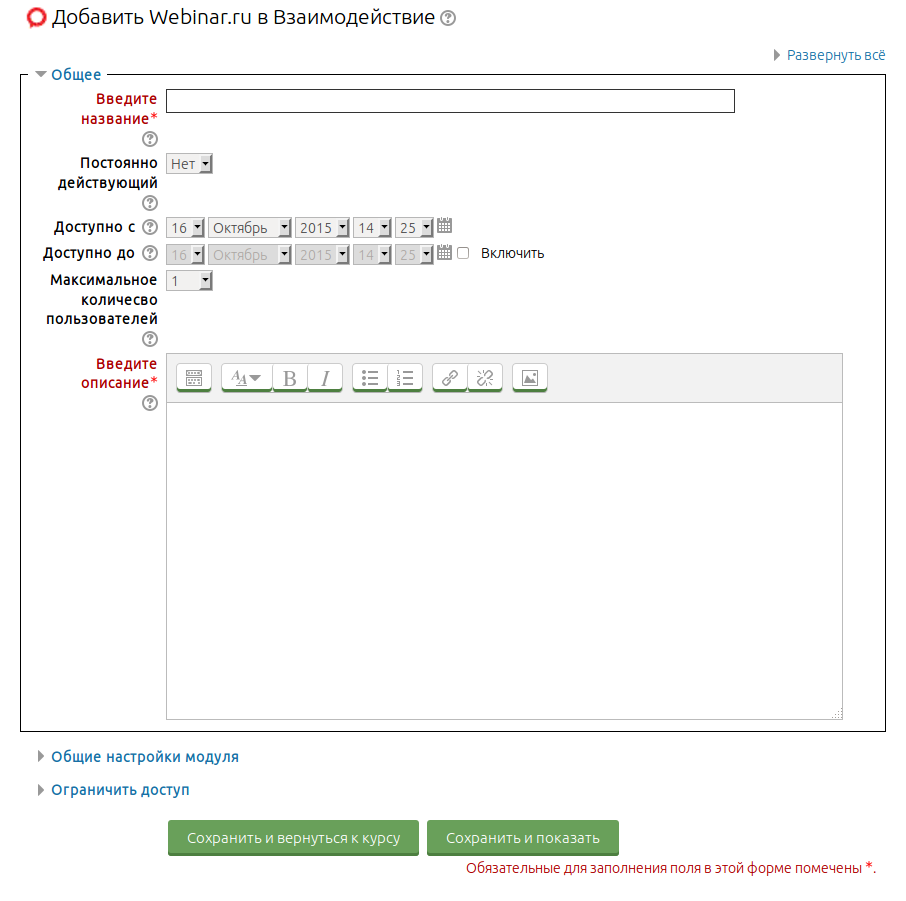 Добавить Webinar.ru в Взаимодействие
Развернуть всё
Общее
Введите
название*
Постоянно
действующий
Нет
Доступно с
16 Октябрь 2015 14 25
Доступно до
16 Октябрь 2015 14 25 Включить
Максимальное
количесво
пользователей
1
Введите
описание*
AA B I
Общие настройки модуля
Ограничить доступ
Сохранить и вернуться к курсу Сохранить и показать
Обязательные для заполнения поля в этой форме помечены *.